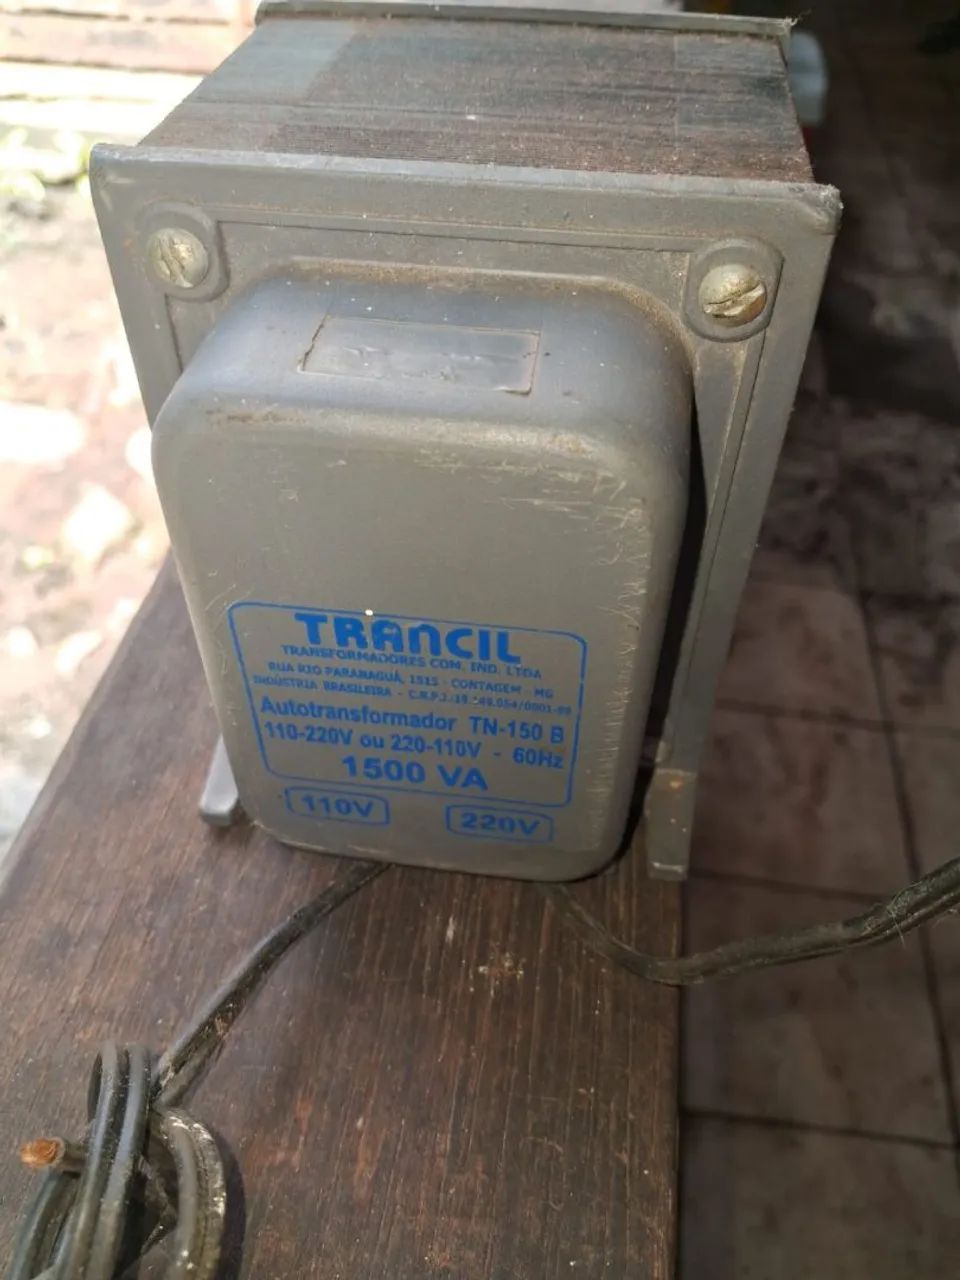 TRANCIL
TRANSFORMADORES COM. IND. LTDA
RUA RIO PARANAGUÁ, 1515 - CONTAGEM MG
INDÚSTRIA BRASILEIRA - C.N.P.J.
Autotransformador TN-150 B
110-220V ou 220-110V - 60Hz
1500 VA
110V
220V